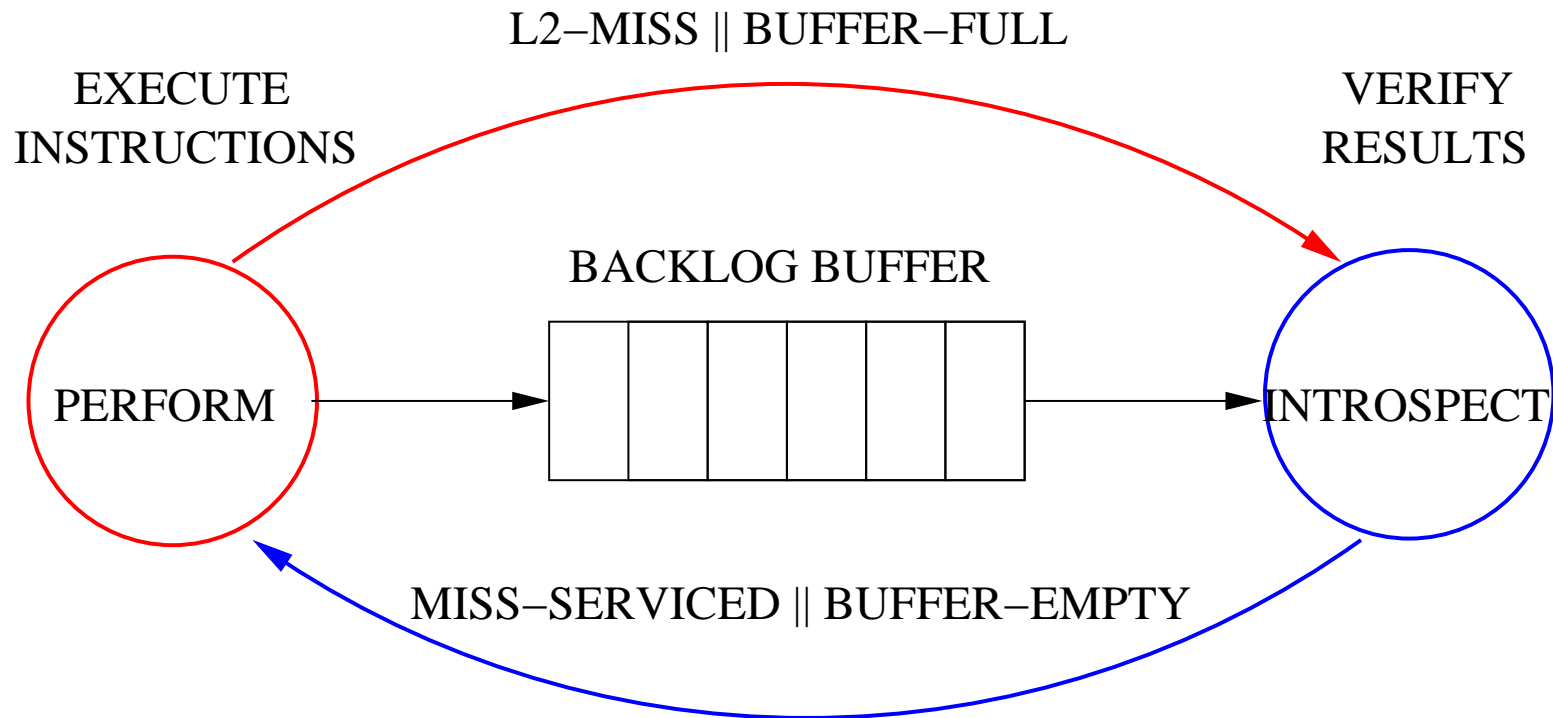 L2−MISS || BUFFER−FULL
EXECUTE
INSTRUCTIONS
VERIFY
RESULTS
BACKLOG BUFFER
PERFORM
INTROSPECT
MISS−SERVICED || BUFFER−EMPTY